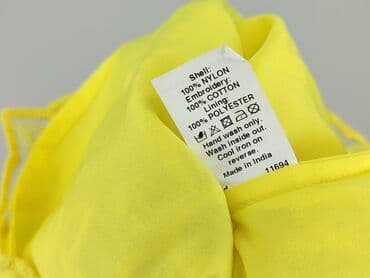 Shell:
100% NYLON
Embroidery:
100% COTTON
Lining:
100% POLYESTER
Hand wash only.
Wash inside out.
Cool iron on
reverse.
Made in India
11694